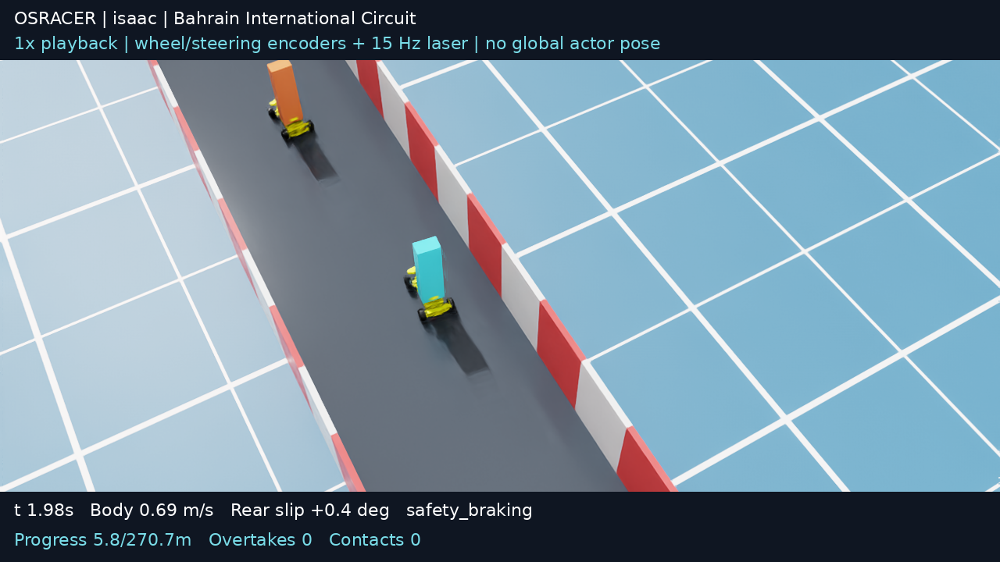 OSRACER | isaac | Bahrain International Circuit
1x playback | wheel/steering encoders + 15 Hz laser | no global actor pose
t 1.98s Body 0.69 m/s Rear slip +0.4 deg safety_braking
Progress 5.8/270.7m Overtakes 0 Contacts 0